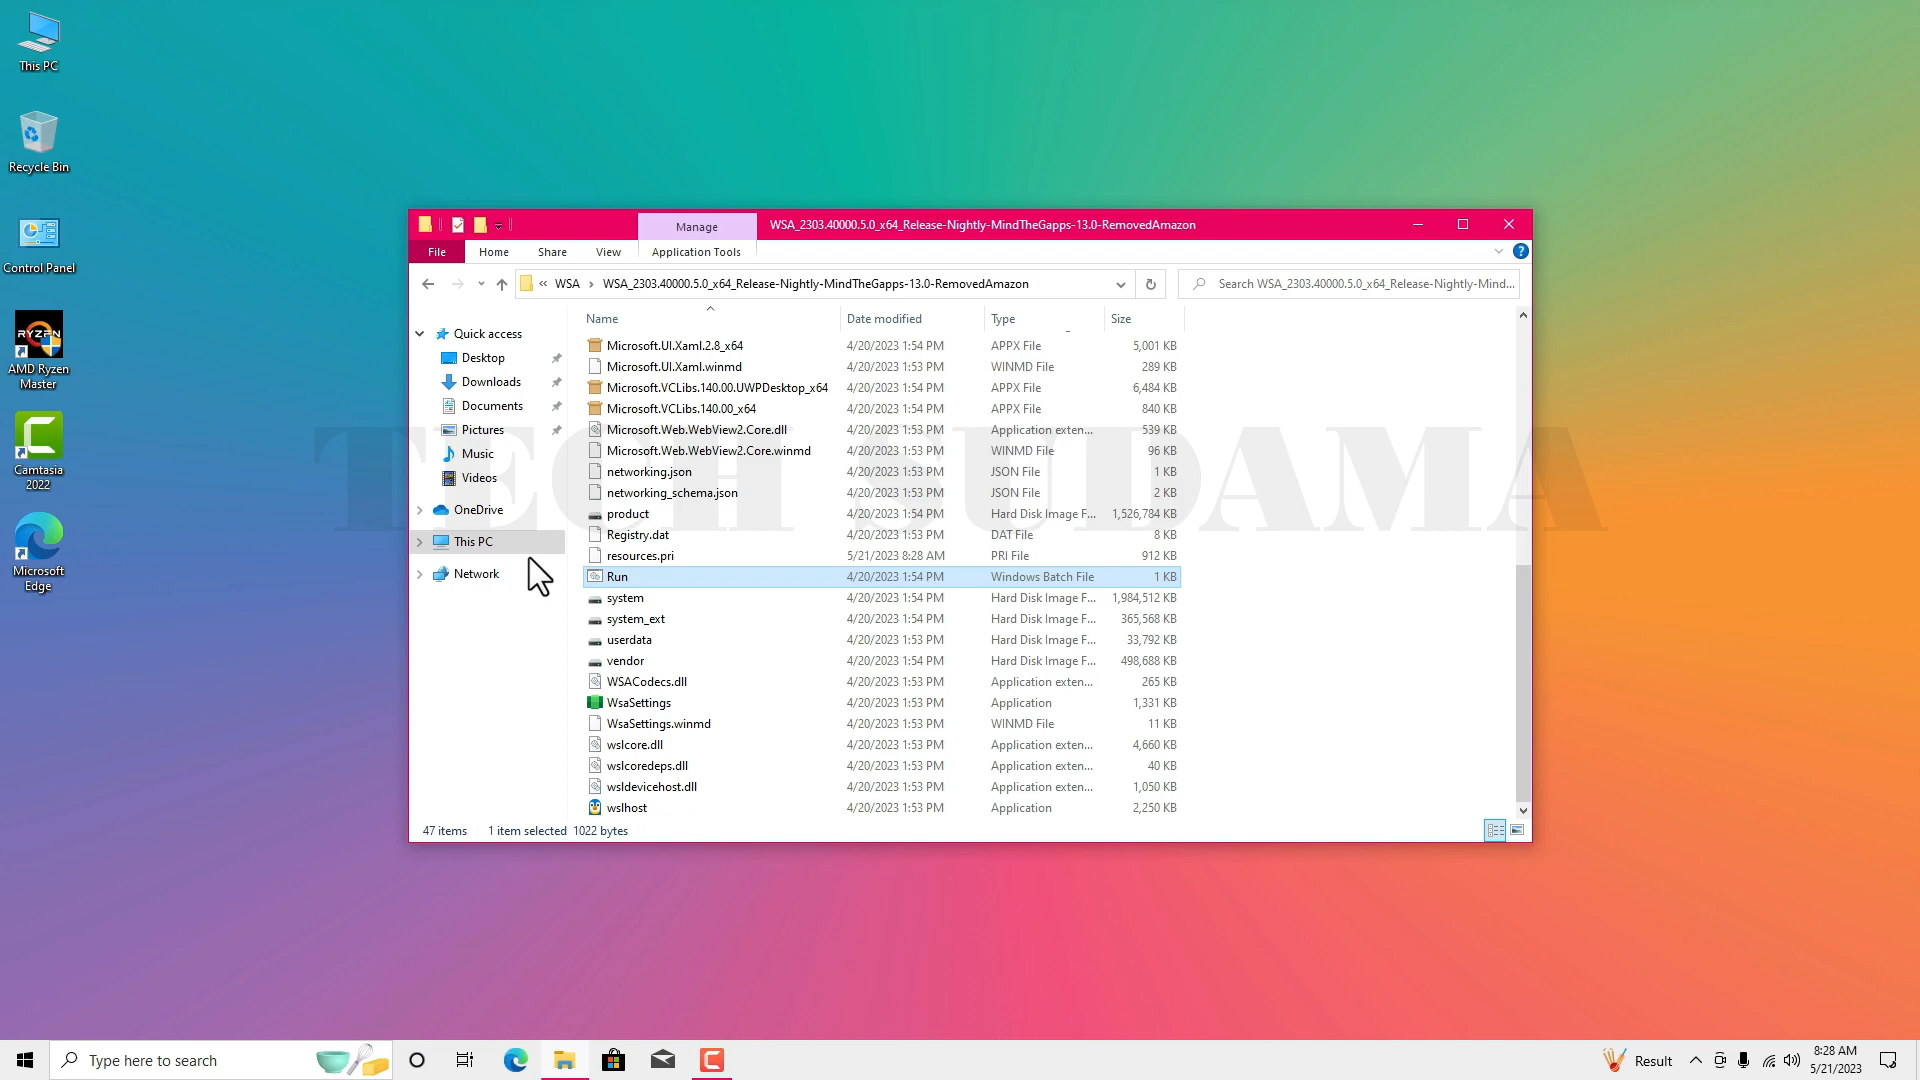 This PC
Recycle Bin
Control Panel
RYZEN
AMD Ryzen
Master
Camtasia
2022
Microsoft
Edge
Manage
WSA_2303.40000.5.0_x64_Release-Nightly-MindTheGapps-13.0-RemovedAmazon
File Home Share View Application Tools
« WSA › WSA_2303.40000.5.0_x64_Release-Nightly-MindTheGapps-13.0-RemovedAmazon
Search WSA_2303.40000.5.0_x64_Release-Nightly-Mind...
Quick access
Desktop
Downloads
Documents
Pictures
Music
Videos
OneDrive
This PC
Network
Name Date modified Type Size
Microsoft.UI.Xaml.2.8_x64 4/20/2023 1:54 PM APPX File 5,001 KB
Microsoft.UI.Xaml.winmd 4/20/2023 1:53 PM WINMD File 289 KB
Microsoft.VCLibs.140.00.UWPDesktop_x64 4/20/2023 1:54 PM APPX File 6,484 KB
Microsoft.VCLibs.140.00_x64 4/20/2023 1:54 PM APPX File 840 KB
Microsoft.Web.WebView2.Core.dll 4/20/2023 1:53 PM Application exten... 539 KB
Microsoft.Web.WebView2.Core.winmd 4/20/2023 1:53 PM WINMD File 96 KB
networking.json 4/20/2023 1:53 PM JSON File 1 KB
networking_schema.json 4/20/2023 1:53 PM JSON File 2 KB
product 4/20/2023 1:54 PM Hard Disk Image F... 1,526,784 KB
Registry.dat 4/20/2023 1:54 PM DAT File 8 KB
resources.pri 5/21/2023 8:28 AM PRI File 912 KB
Run 4/20/2023 1:54 PM Windows Batch File 1 KB
system 4/20/2023 1:54 PM Hard Disk Image F... 1,984,512 KB
system_ext 4/20/2023 1:54 PM Hard Disk Image F... 365,568 KB
userdata 4/20/2023 1:53 PM Hard Disk Image F... 33,792 KB
vendor 4/20/2023 1:54 PM Hard Disk Image F... 498,688 KB
WSACodecs.dll 4/20/2023 1:53 PM Application exten... 265 KB
WsaSettings 4/20/2023 1:53 PM Application 1,331 KB
WsaSettings.winmd 4/20/2023 1:53 PM WINMD File 11 KB
wslcore.dll 4/20/2023 1:53 PM Application exten... 4,660 KB
wslcoredeps.dll 4/20/2023 1:53 PM Application exten... 40 KB
wsldevicehost.dll 4/20/2023 1:53 PM Application exten... 1,050 KB
wslhost 4/20/2023 1:53 PM Application 2,250 KB
47 items 1 item selected 1022 bytes
TECH SUDAMA
Type here to search
Result
8:28 AM
5/21/2023